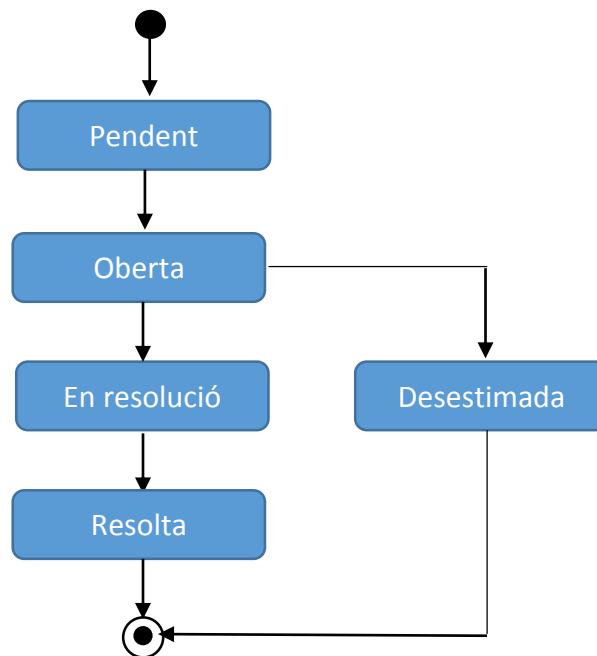 Pendent
Oberta
En resolució
Desestimada
Resolta